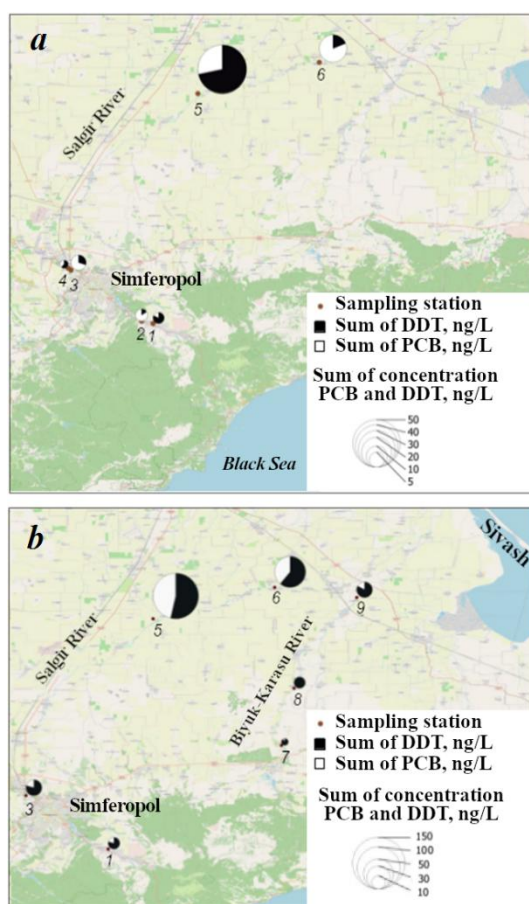 a
6
5
Salgir River
4
3
Simferopol
2
1
Sampling station
Sum of DDT, ng/L
Sum of PCB, ng/L
Sum of concentration
PCB and DDT, ng/L
50
40
30
20
10
5
Black Sea
b
Sivash
6
9
5
Salgir River
Biyuk-Karasu River
8
7
3
Simferopol
1
Sampling station
Sum of DDT, ng/L
Sum of PCB, ng/L
Sum of concentration
PCB and DDT, ng/L
150
100
50
30
10